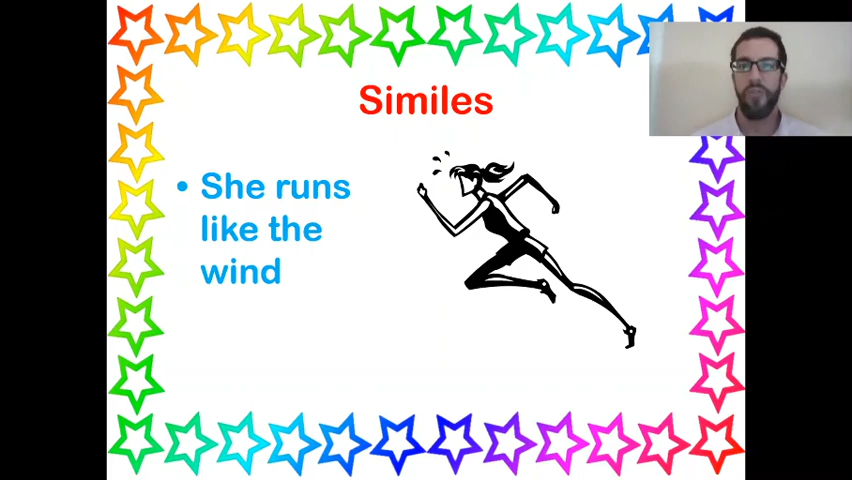 Similes
• She runs
like the
wind